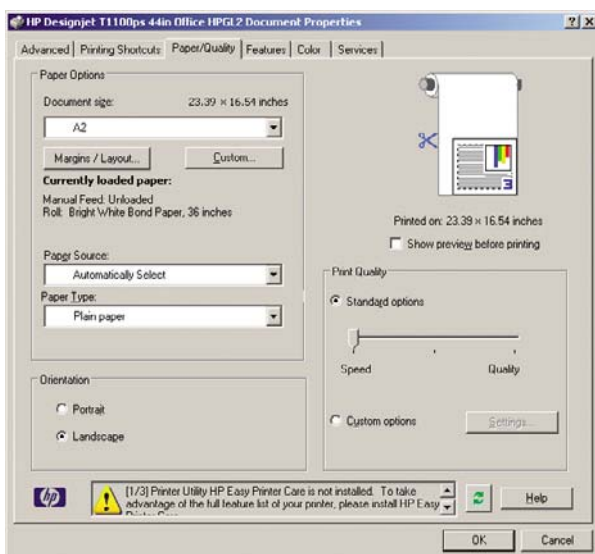 HP Designjet T1100ps 44in Office HPGL2 Document Properties
Advanced Printing Shortcuts Paper/Quality Features Color Services
Paper Options
Document size: 23.39 × 16.54 inches
A2
Margins / Layout... Custom...
Currently loaded paper:
Manual Feed: Unloaded
Roll: Bright White Bond Paper, 36 inches
Paper Source:
Automatically Select
Paper Type:
Plain paper
Orientation
Portrait
Landscape
3
Printed on: 23.39 × 16.54 inches
Show preview before printing
Print Quality
Standard options
Speed Quality
Custom options Settings...
hp
[1/3] Printer Utility HP Easy Printer Care is not installed. To take
advantage of the full feature list of your printer, please install HP Easy
Help
OK Cancel